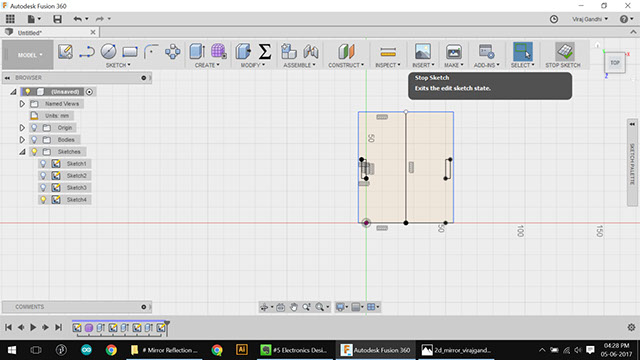 Autodesk Fusion 360
Viraj Gandhi
Untitled*
MODEL
SKETCH
CREATE
MODIFY
ASSEMBLE
CONSTRUCT
INSPECT
INSERT
MAKE
ADD-INS
SELECT
STOP SKETCH
BROWSER
Stop Sketch
Exits the edit sketch state.
TOP
X
Z
(Unsaved)
Named Views
Units: mm
Origin
Bodies
Sketches
Sketch1
Sketch2
Sketch3
Sketch4
50
50
100
150
SKETCH PALETTE
COMMENTS
# Mirror Reflection ...
#5 Electronics Desi...
Autodesk Fusion 360
2d_mirror_virajgand...
04:28 PM
05-06-2017